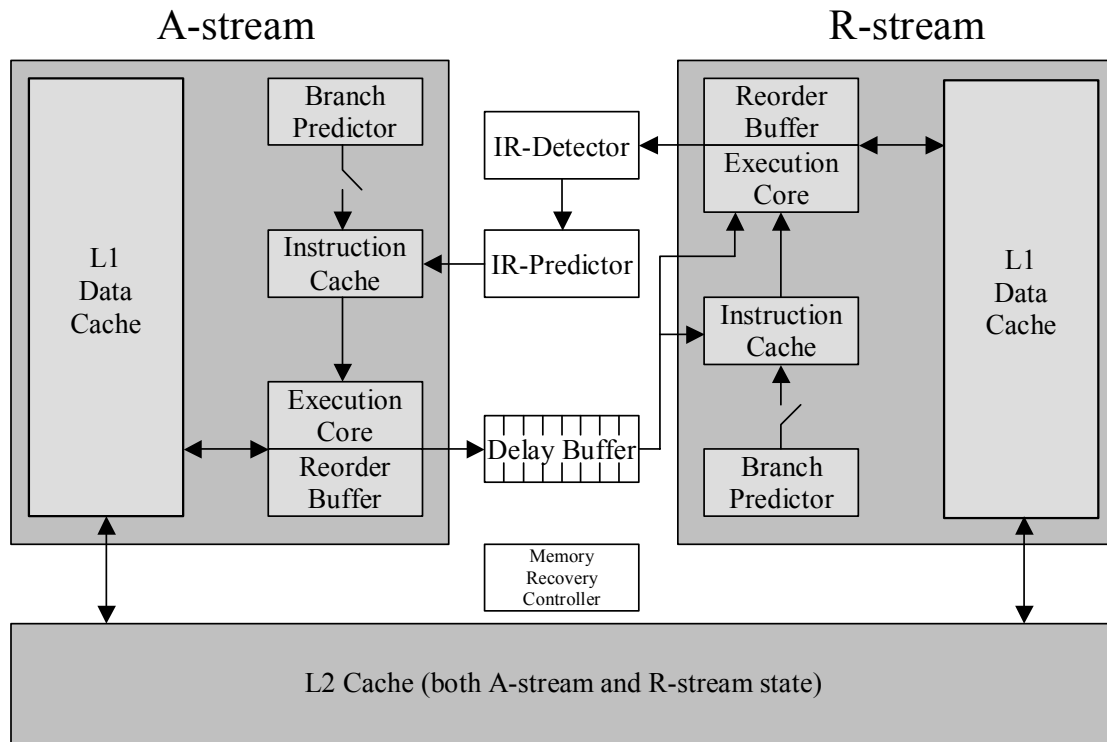 A-stream
R-stream
L1
Data
Cache
Branch
Predictor
Instruction
Cache
Execution
Core
Reorder
Buffer
IR-Detector
IR-Predictor
Delay Buffer
Memory
Recovery
Controller
Reorder
Buffer
Execution
Core
Instruction
Cache
Branch
Predictor
L1
Data
Cache
L2 Cache (both A-stream and R-stream state)